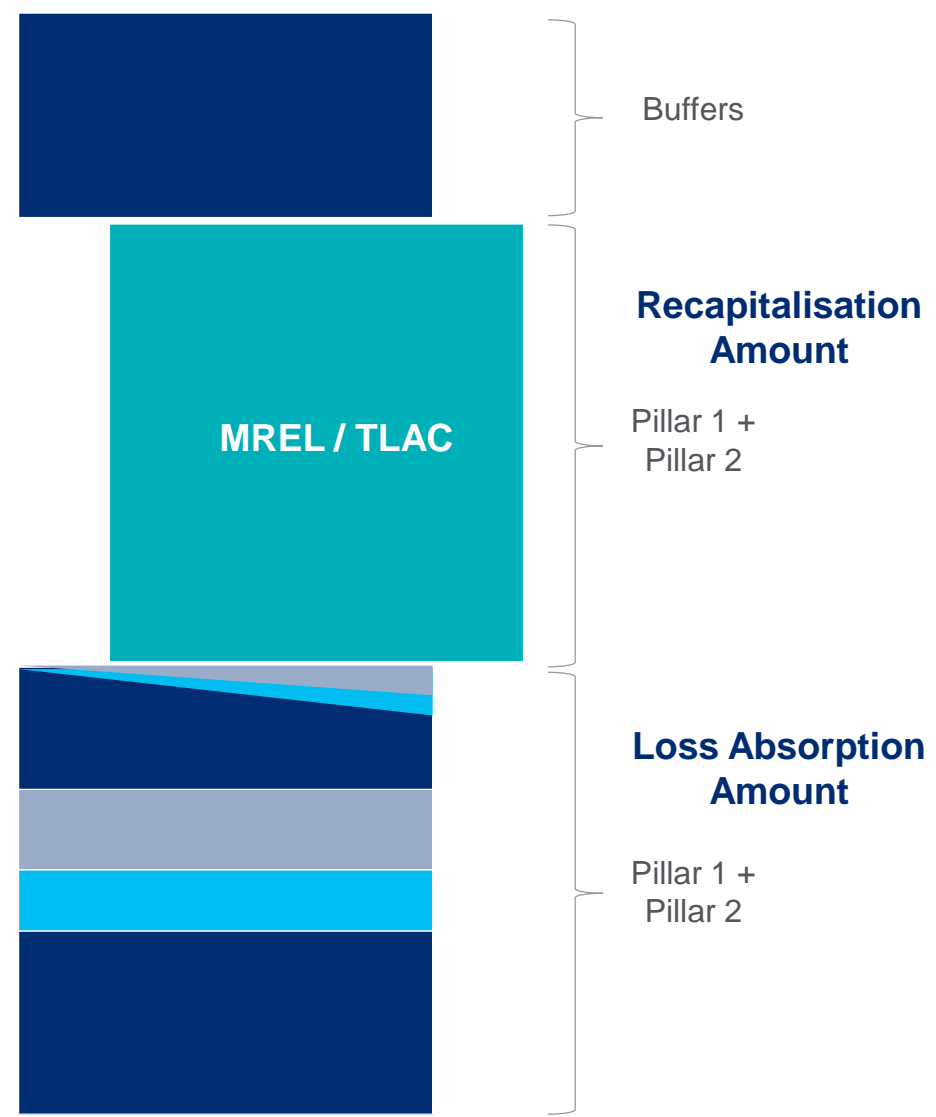 Buffers
Recapitalisation
Amount
MREL / TLAC
Pillar 1 +
Pillar 2
Loss Absorption
Amount
Pillar 1 +
Pillar 2